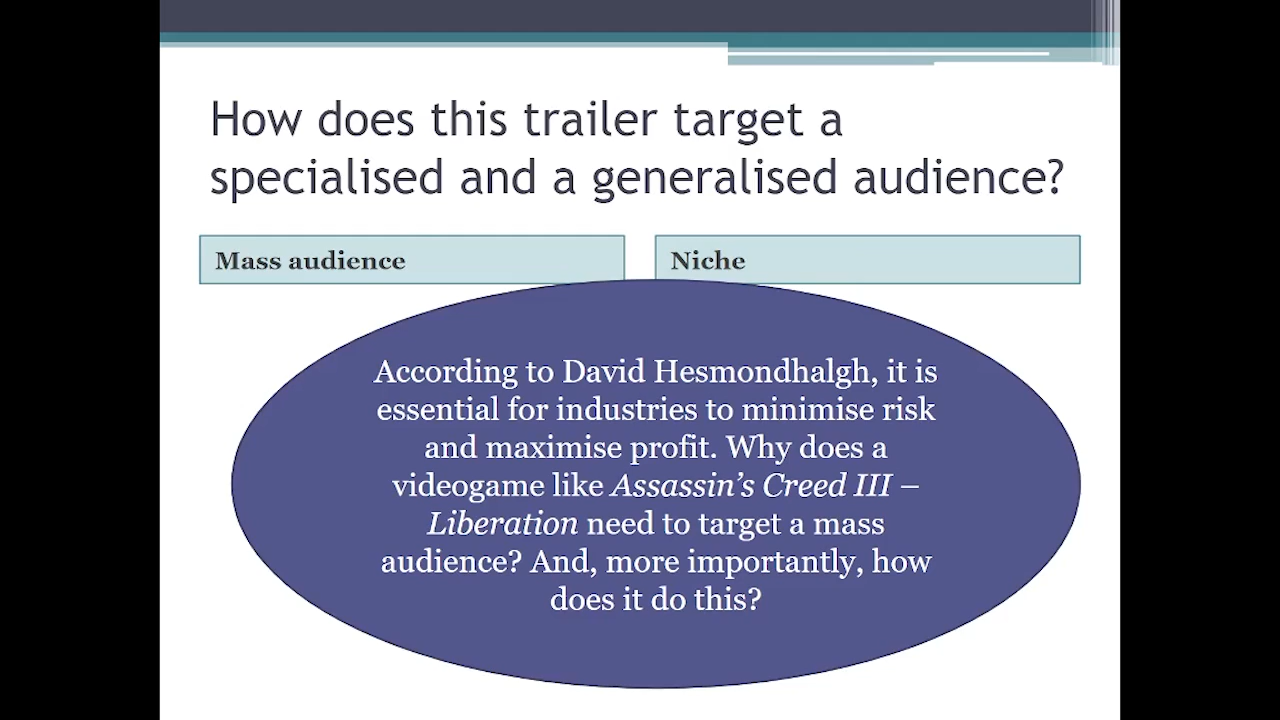 How does this trailer target a
specialised and a generalised audience?
Mass audience
Niche
According to David Hesmondhalgh, it is
essential for industries to minimise risk
and maximise profit. Why does a
videogame like Assassin's Creed III –
Liberation need to target a mass
audience? And, more importantly, how
does it do this?